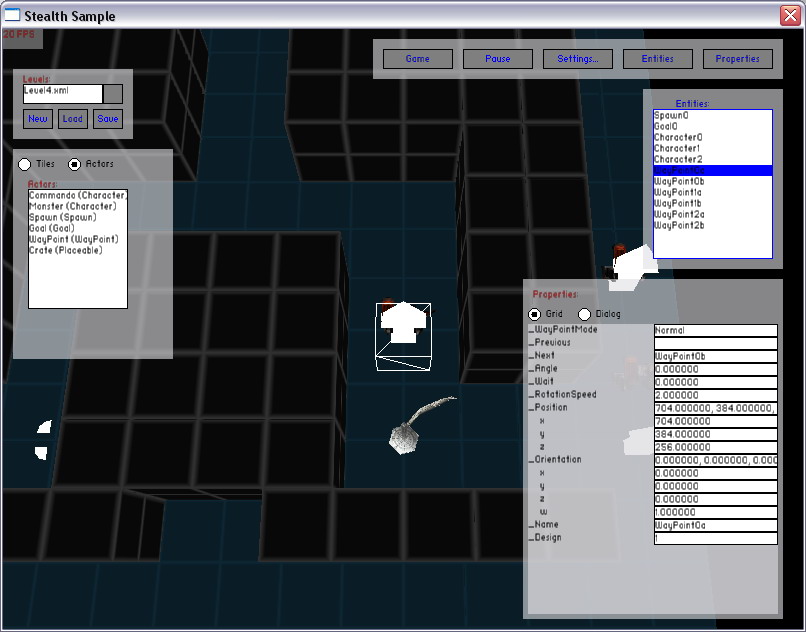 Stealth Sample
20 FPS
Game Pause Settings... Entities Properties
Levels:
Level4.xml
New Load Save
Tiles Actors
Actors:
Commando (Character)
Monster (Character)
Spawn (Spawn)
Goal (Goal)
WayPoint (WayPoint)
Crate (Placeable)
Entities:
Spawn0
Goal0
Character0
Character1
Character2
WayPoint0a
WayPoint0b
WayPoint1a
WayPoint1b
WayPoint2a
WayPoint2b
Properties:
Grid Dialog
_WayPointMode Normal
_Previous
_Next WayPoint0b
_Angle 0.000000
_Wait 0.000000
_RotationSpeed 2.000000
_Position 704.000000, 384.000000,
x 704.000000
y 384.000000
z 256.000000
_Orientation 0.000000, 0.000000, 0.000
x 0.000000
y 0.000000
z 0.000000
w 1.000000
_Name WayPoint0a
_Design 1